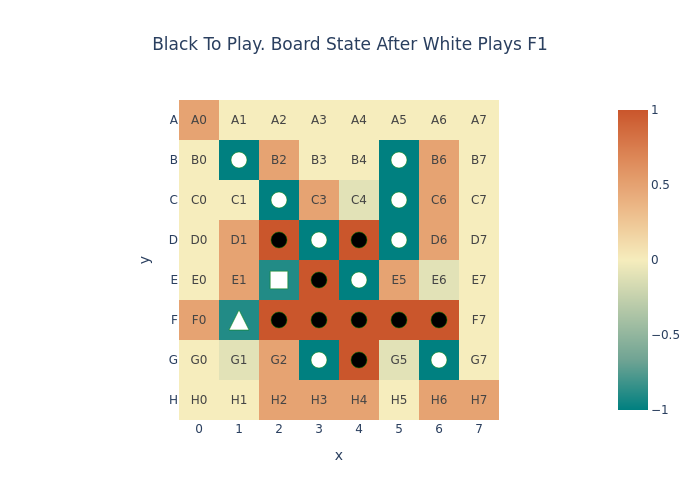 Black To Play. Board State After White Plays F1
A A0 A1 A2 A3 A4 A5 A6 A7
B B0 B2 B3 B4 B6 B7
C C0 C1 C3 C4 C6 C7
D D0 D1 D6 D7
E E0 E1 E5 E6 E7
F F0 F7
G G0 G1 G2 G5 G7
H H0 H1 H2 H3 H4 H5 H6 H7
0 1 2 3 4 5 6 7
x
y
1
0.5
0
−0.5
−1